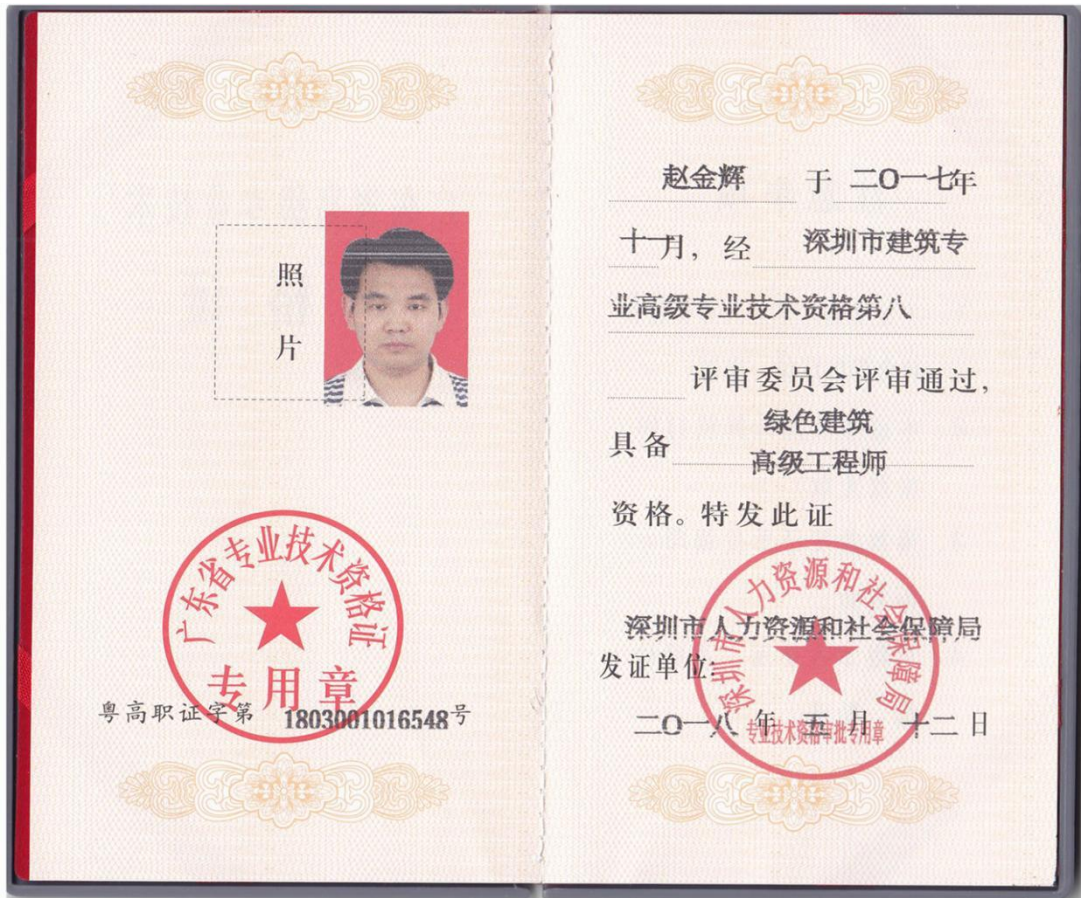 照
片
广东省专业技术资格证
专用章
粤高职证字第 1803001016548号
赵金辉 于 二O一七年
十一月，经 深圳市建筑专
业高级专业技术资格第八
评审委员会评审通过，
具备 绿色建筑
高级工程师
资格。特发此证
深圳市人力资源和社会保障局
深圳市人力资源和社会保障局
发证单位：
二O一八 年 五 月 十二 日
专业技术资格审批专用章